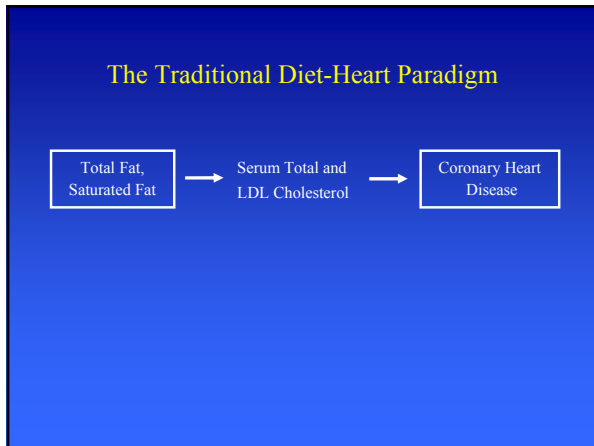 The Traditional Diet-Heart Paradigm
Total Fat,
Saturated Fat
Serum Total and
LDL Cholesterol
Coronary Heart
Disease